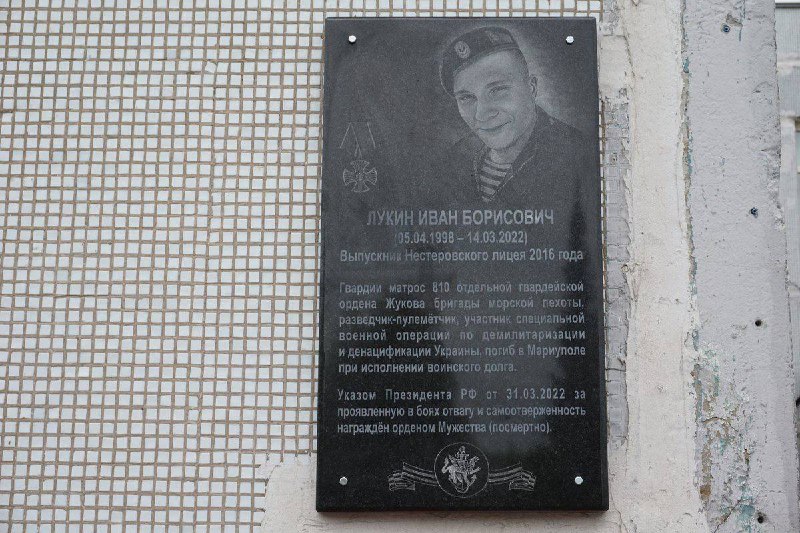 ЛУКИН ИВАН БОРИСОВИЧ
(05.04.1998 – 14.03.2022)
Выпускник Нестеровского лицея 2016 года
Гвардии матрос 810 отдельной гвардейской
ордена Жукова бригады морской пехоты,
разведчик-пулемётчик, участник специальной
военной операции по демилитаризации
и денацификации Украины, погиб в Мариуполе
при исполнении воинского долга.
Указом Президента РФ от 31.03.2022 за
проявленную в боях отвагу и самоотверженность
награждён орденом Мужества (посмертно).